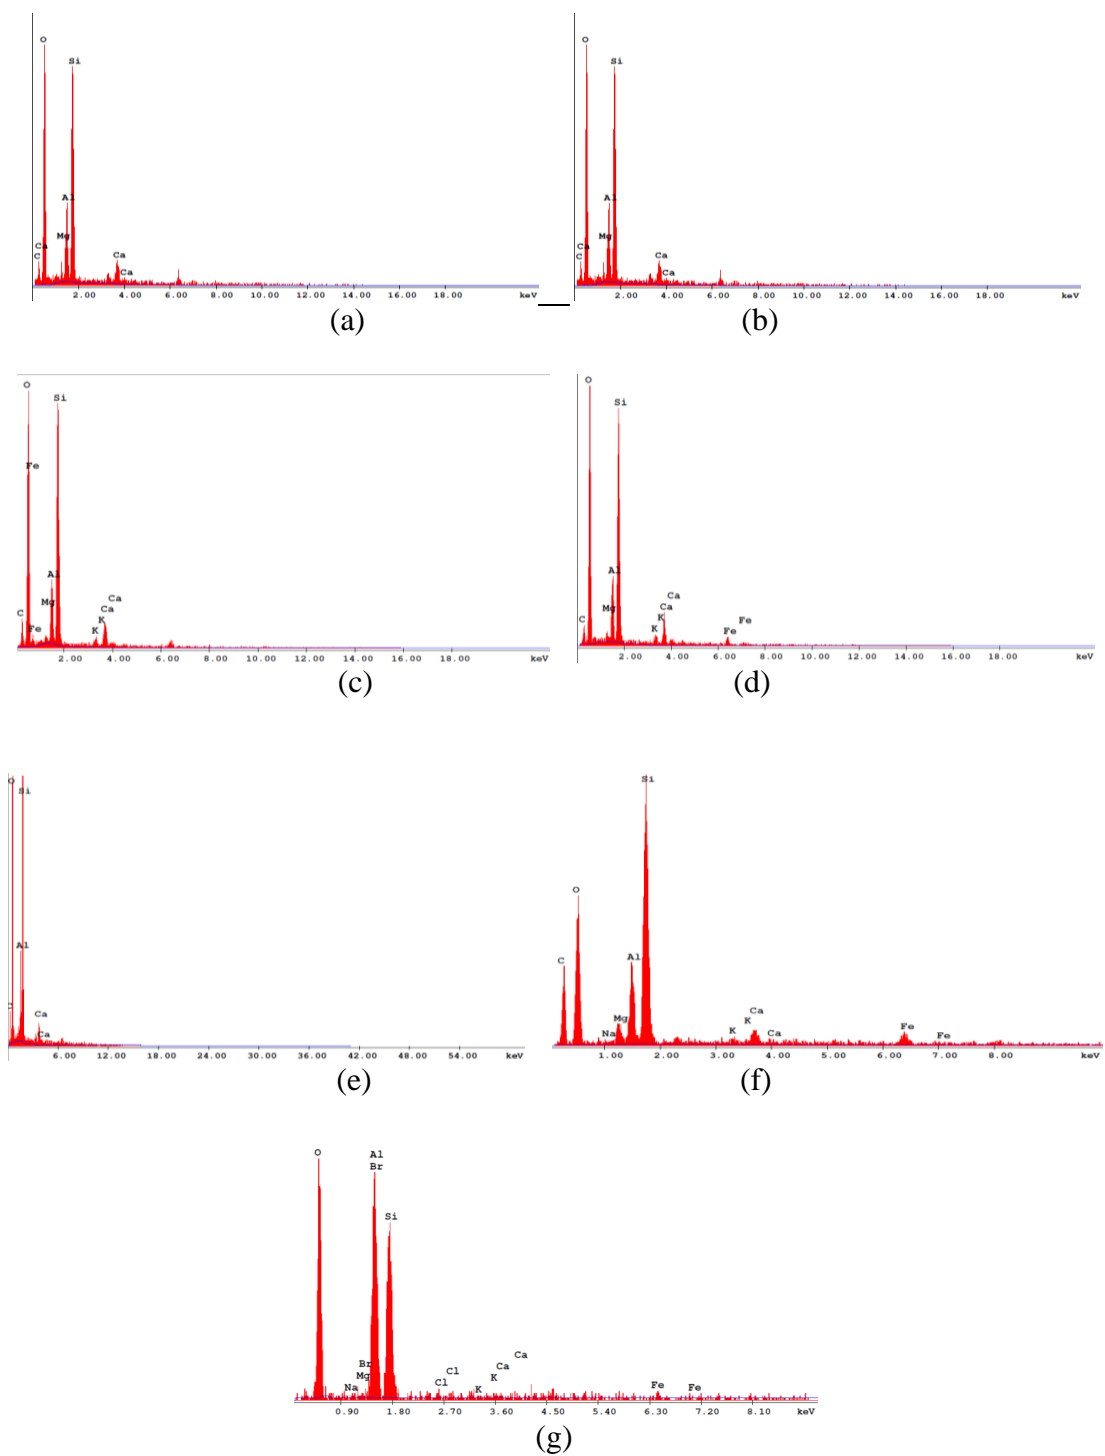 O
Si
Al
Mg
Ca
C
Ca
Ca
2.00 4.00 6.00 8.00 10.00 12.00 14.00 16.00 18.00 keV
(a)
O
Si
Al
Mg
Ca
C
Ca
Ca
2.00 4.00 6.00 8.00 10.00 12.00 14.00 16.00 18.00 keV
(b)
O
Si
Fe
Al
Mg
Ca
Ca
C
K
Fe
K
2.00 4.00 6.00 8.00 10.00 12.00 14.00 16.00 18.00 keV
(c)
O
Si
Al
Ca
Mg
Ca
C
K
Fe
K
Fe
2.00 4.00 6.00 8.00 10.00 12.00 14.00 16.00 18.00 keV
(d)
O
Si
Al
Ca
Ca
6.00 12.00 18.00 24.00 30.00 36.00 42.00 48.00 54.00 keV
(e)
Si
O
C
Al
Ca
Mg
K
Na
K
Ca
Fe
Fe
1.00 2.00 3.00 4.00 5.00 6.00 7.00 8.00 keV
(f)
O
Al
Br
Si
Ca
Br
Ca
Cl
Mg
K
Cl
Na
K
Fe
Fe
0.90 1.80 2.70 3.60 4.50 5.40 6.30 7.20 8.10 keV
(g)